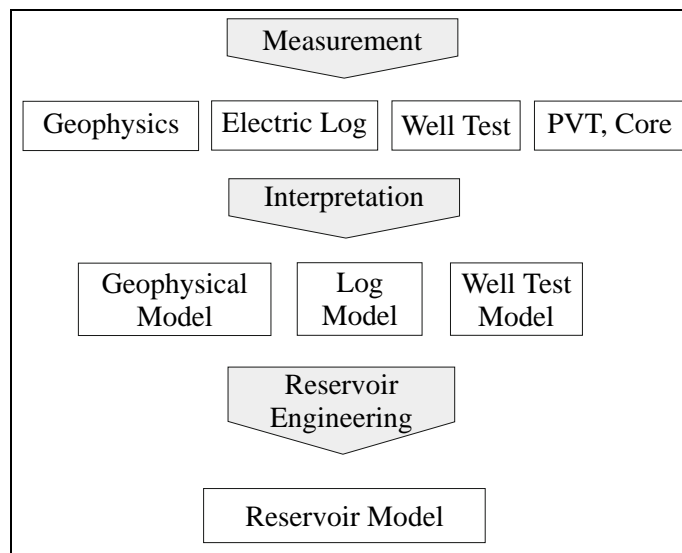 Measurement
Geophysics
Electric Log
Well Test
PVT, Core
Interpretation
Geophysical
Model
Log
Model
Well Test
Model
Reservoir
Engineering
Reservoir Model